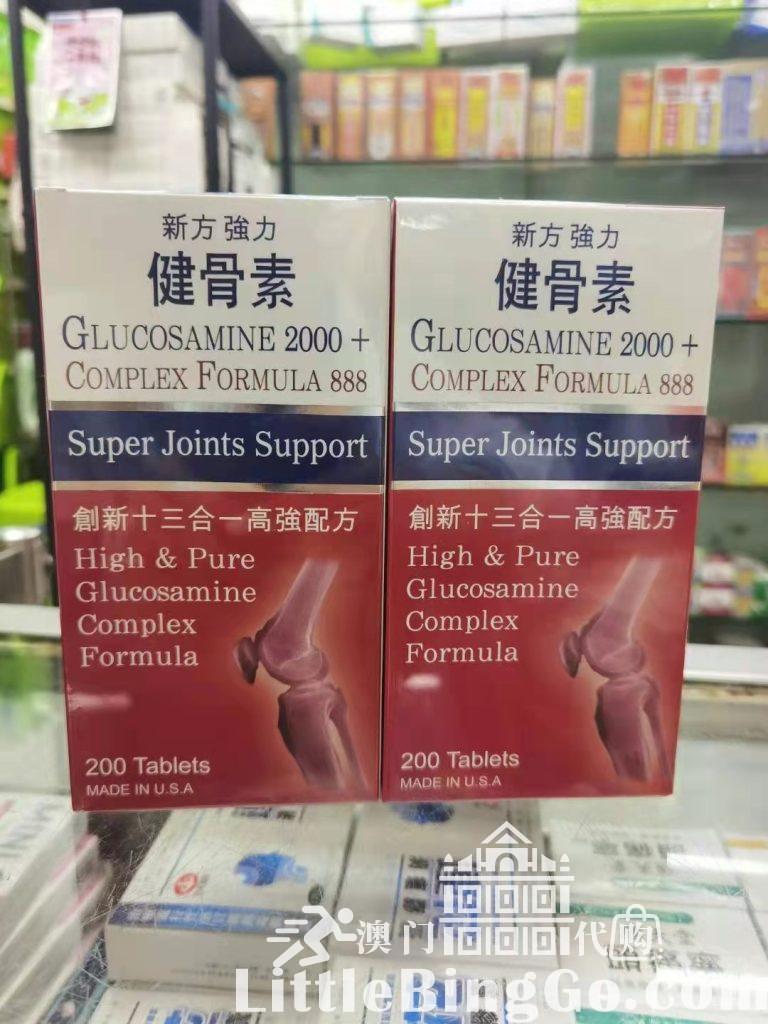 新方 強力
健骨素
GLUCOSAMINE 2000 +
COMPLEX FORMULA 888
Super Joints Support
創新十三合一高強配方
High & Pure
Glucosamine
Complex
Formula
200 Tablets
MADE IN U.S.A
新方 強力
健骨素
GLUCOSAMINE 2000 +
COMPLEX FORMULA 888
Super Joints Support
創新十三合一高強配方
High & Pure
Glucosamine
Complex
Formula
200 Tablets
MADE IN U.S.A
澳门代购
LittleBingGo.com